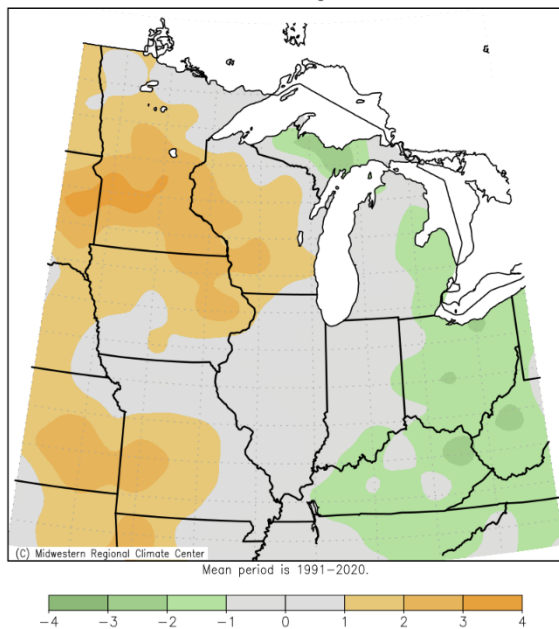 (C) Midwestern Regional Climate Center
Mean period is 1991-2020.
-4 -3 -2 -1 0 1 2 3 4